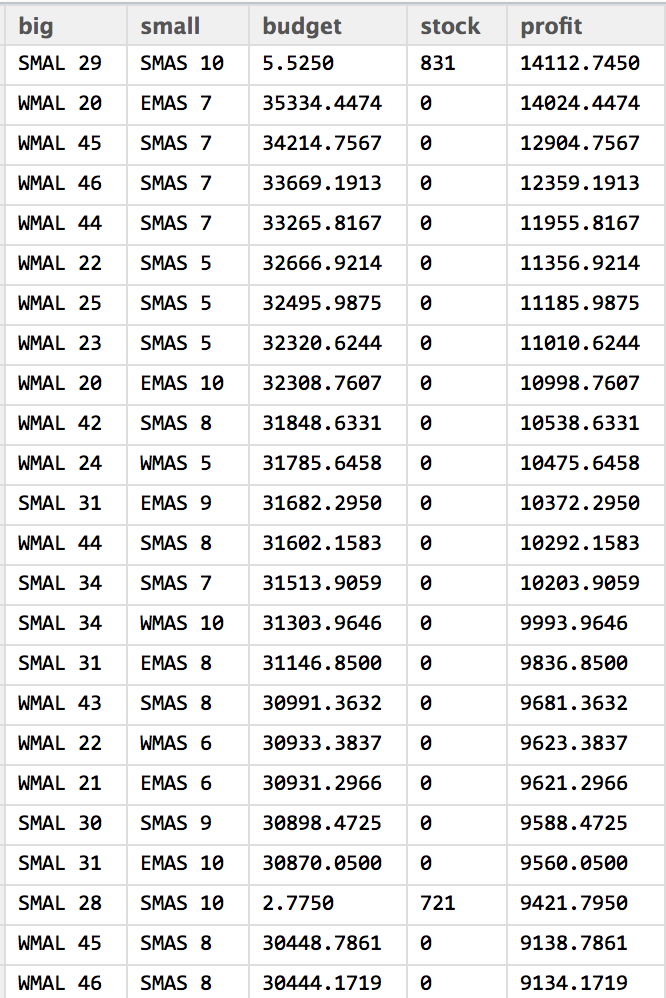 big small budget stock profit
SMAL 29 SMAS 10 5.5250 831 14112.7450
WMAL 20 EMAS 7 35334.4474 0 14024.4474
WMAL 45 SMAS 7 34214.7567 0 12904.7567
WMAL 46 SMAS 7 33669.1913 0 12359.1913
WMAL 44 SMAS 7 33265.8167 0 11955.8167
WMAL 22 SMAS 5 32666.9214 0 11356.9214
WMAL 25 SMAS 5 32495.9875 0 11185.9875
WMAL 23 SMAS 5 32320.6244 0 11010.6244
WMAL 20 EMAS 10 32308.7607 0 10998.7607
WMAL 42 SMAS 8 31848.6331 0 10538.6331
WMAL 24 WMAS 5 31785.6458 0 10475.6458
SMAL 31 EMAS 9 31682.2950 0 10372.2950
WMAL 44 SMAS 8 31602.1583 0 10292.1583
SMAL 34 SMAS 7 31513.9059 0 10203.9059
SMAL 34 WMAS 10 31303.9646 0 9993.9646
SMAL 31 EMAS 8 31146.8500 0 9836.8500
WMAL 43 SMAS 8 30991.3632 0 9681.3632
WMAL 22 WMAS 6 30933.3837 0 9623.3837
WMAL 21 EMAS 6 30931.2966 0 9621.2966
SMAL 30 SMAS 9 30898.4725 0 9588.4725
SMAL 31 EMAS 10 30870.0500 0 9560.0500
SMAL 28 SMAS 10 2.7750 721 9421.7950
WMAL 45 SMAS 8 30448.7861 0 9138.7861
WMAL 46 SMAS 8 30444.1719 0 9134.1719